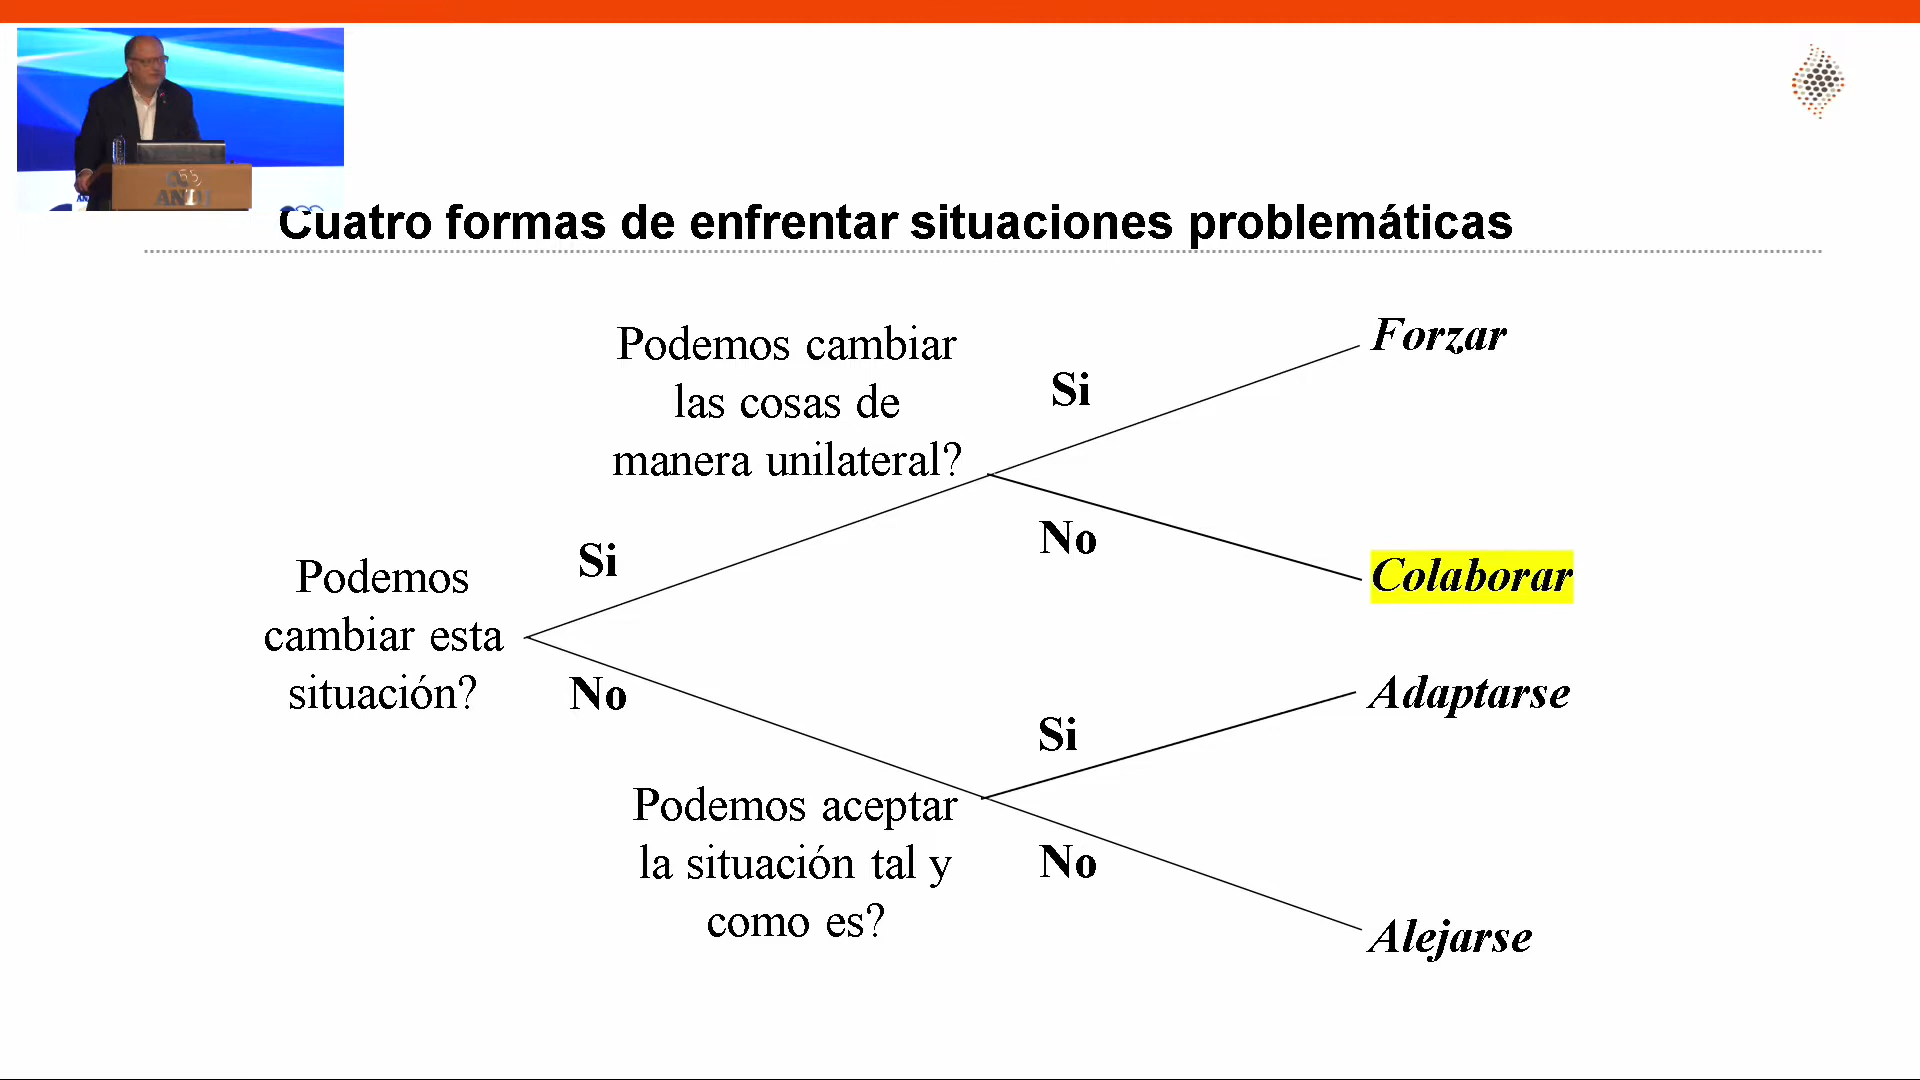 ANDI
Cuatro formas de enfrentar situaciones problemáticas
Podemos cambiar
las cosas de
manera unilateral?
Si
Forzar
No
Colaborar
Podemos
cambiar esta
situación?
Si
No
Podemos aceptar
la situación tal y
como es?
Si
Adaptarse
No
Alejarse